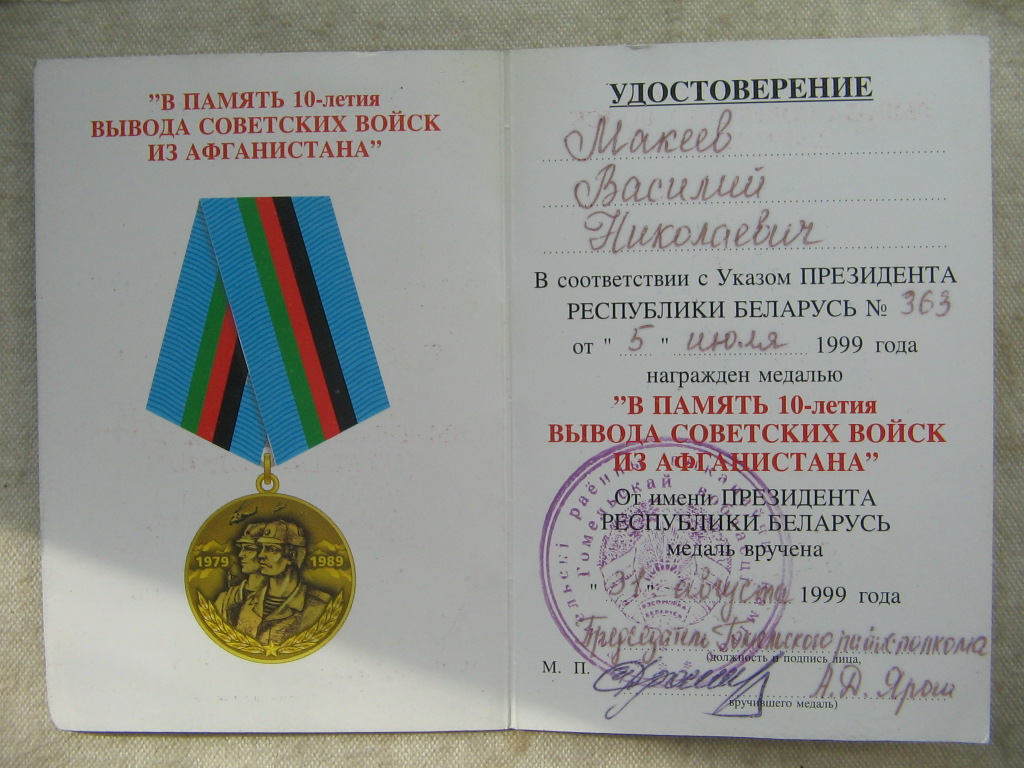 "В ПАМЯТЬ 10-летия
ВЫВОДА СОВЕТСКИХ ВОЙСК
ИЗ АФГАНИСТАНА"
1979 1989
УДОСТОВЕРЕНИЕ
Макеев
Василий
Николаевич
В соответствии с Указом ПРЕЗИДЕНТА
РЕСПУБЛИКИ БЕЛАРУСЬ № 363
от " 5 " июля 1999 года
награжден медалью
"В ПАМЯТЬ 10-летия
ВЫВОДА СОВЕТСКИХ ВОЙСК
ИЗ АФГАНИСТАНА"
От имени ПРЕЗИДЕНТА
РЕСПУБЛИКИ БЕЛАРУСЬ
медаль вручена
" 31 " августа 1999 года
Председатель Гомельского райисполкома
(должность и подпись лица,
М. П. А.Д. Яром
вручившего медаль)
Гомельскай